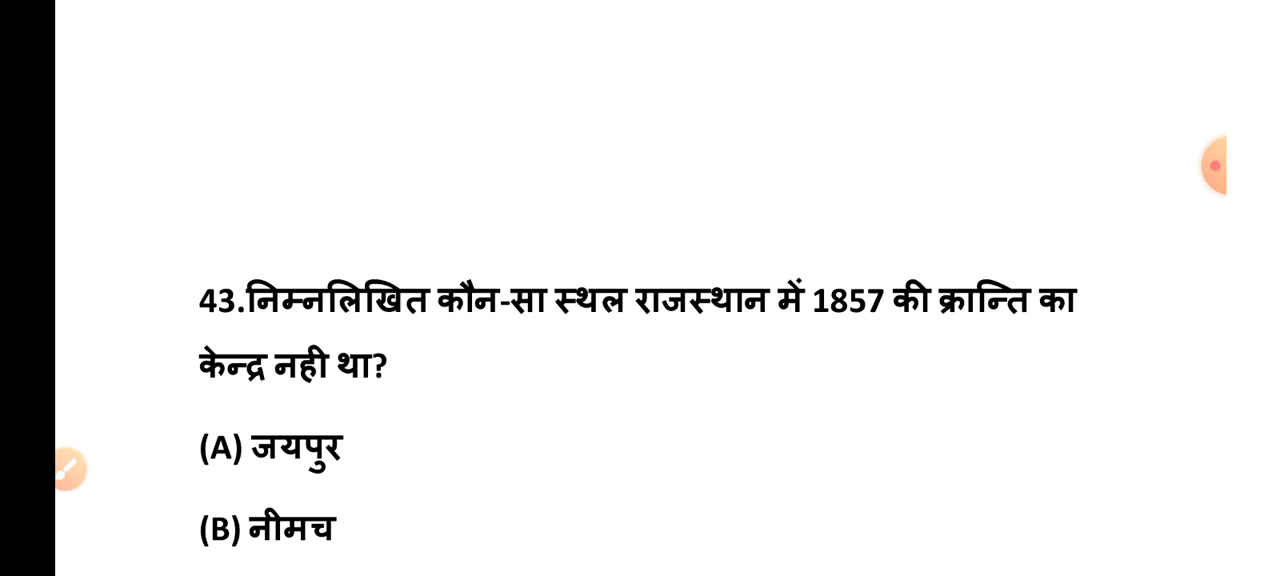 43.निम्नलिखित कौन-सा स्थल राजस्थान में 1857 की क्रान्ति का
केन्द्र नही था?
(A) जयपुर
(B) नीमच